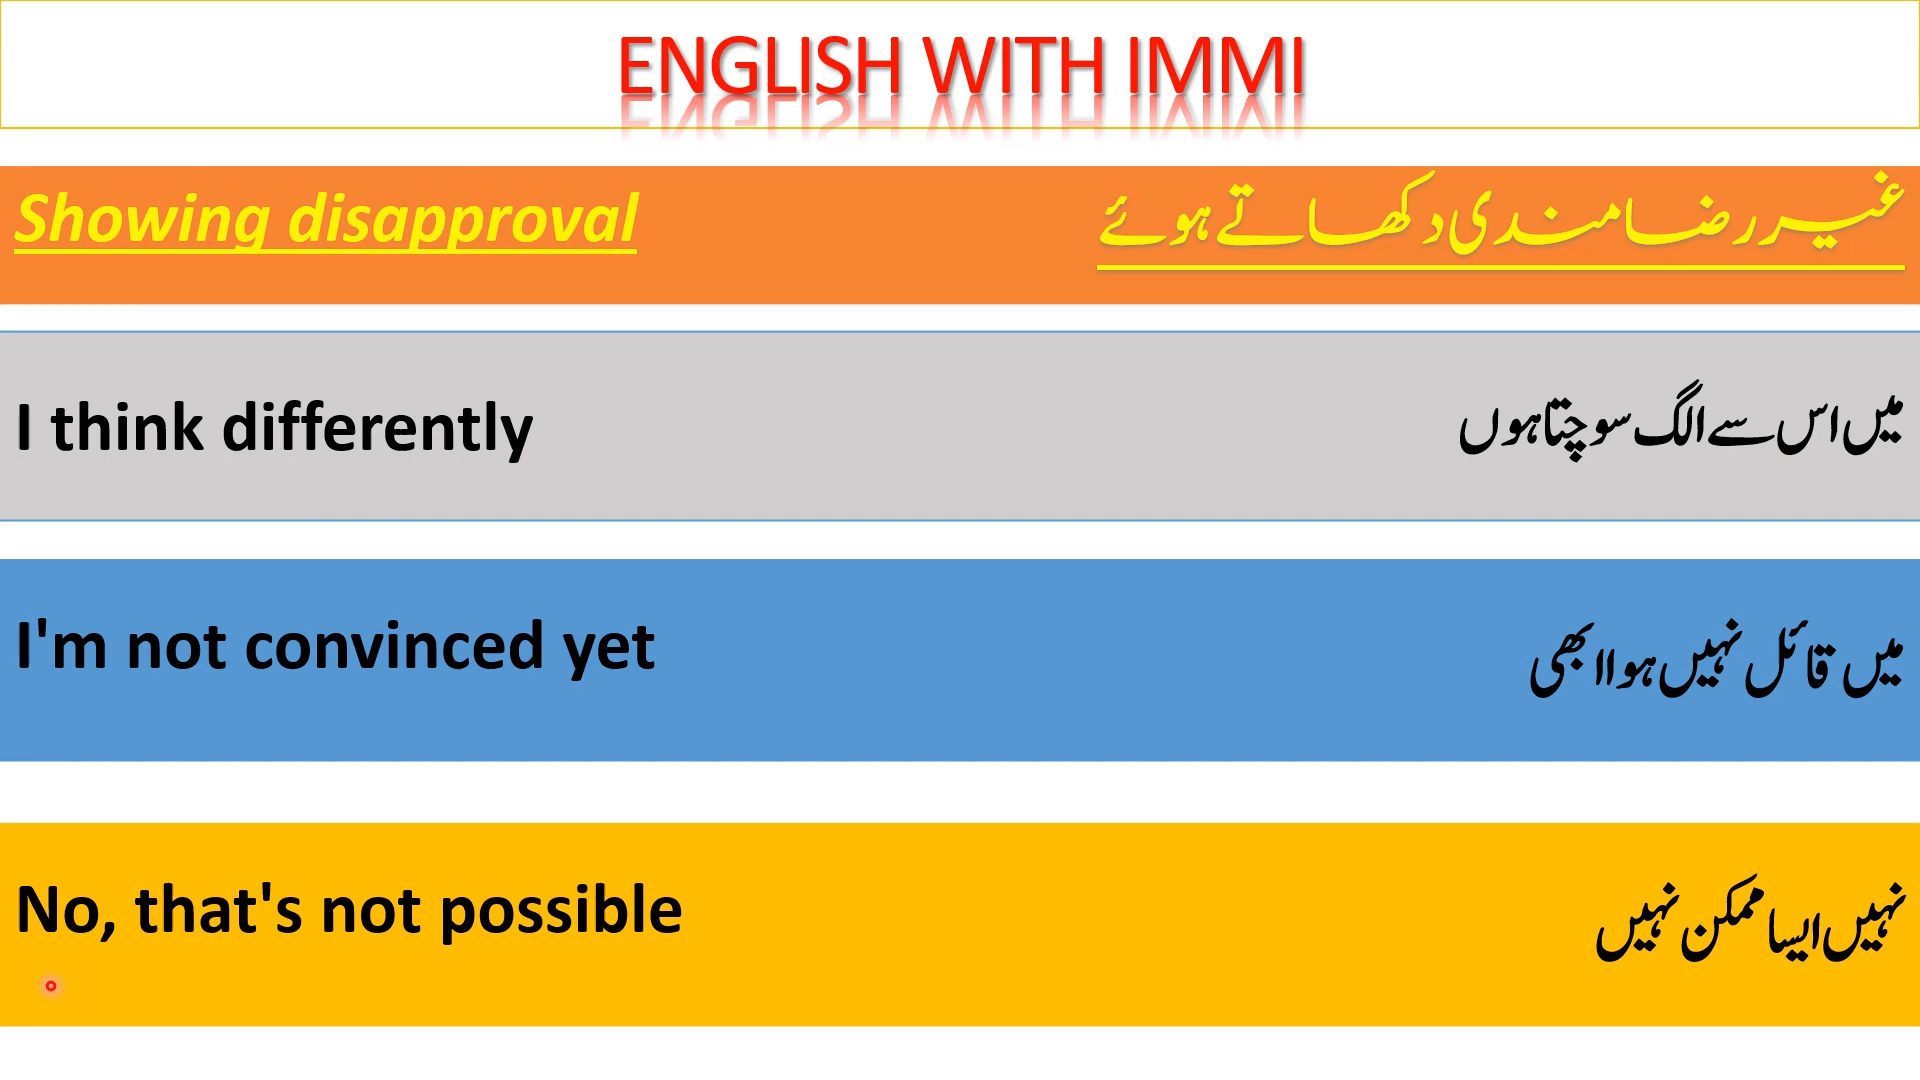 ENGLISH WITH IMMI
Showing disapproval غیر رضامندی دکھاتے ہوئے
I think differently میں اس سے الگ سوچتا ہوں
I'm not convinced yet میں قائل نہیں ہوا ابھی
No, that's not possible نہیں ایسا ممکن نہیں